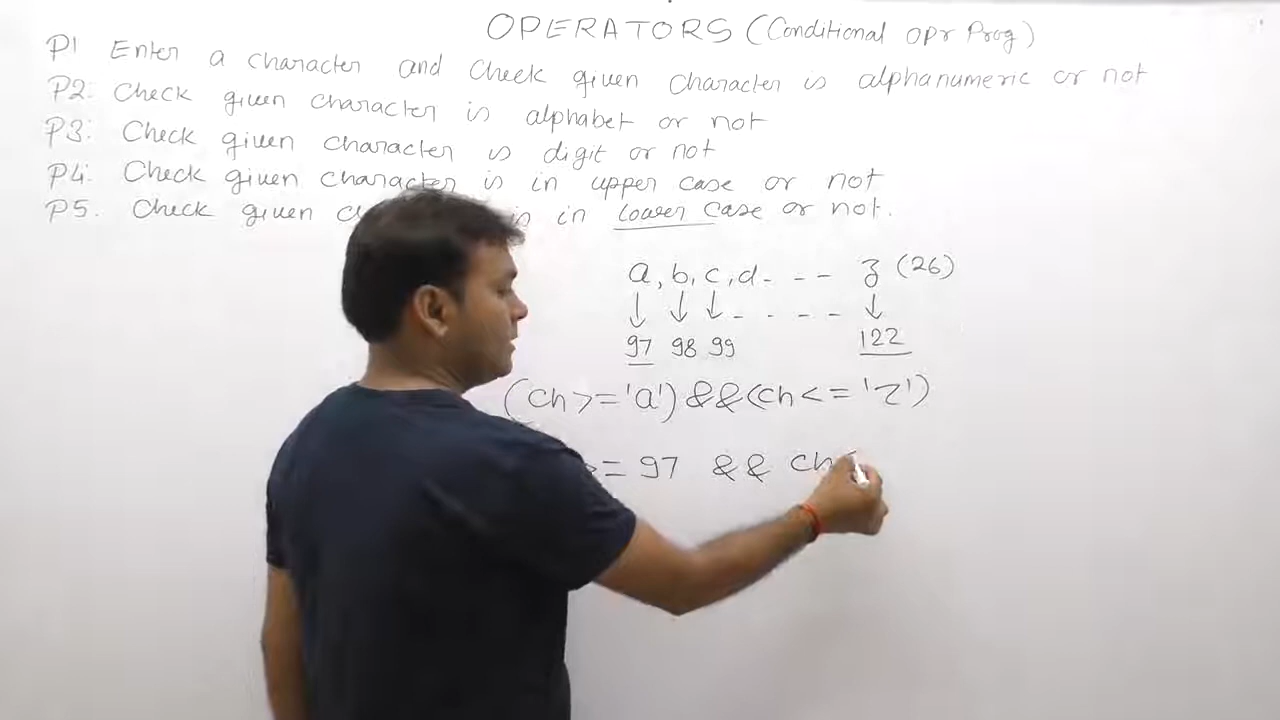 OPERATORS (Conditional opr Prog)
P1 Enter a character and Check given character is alphanumeric or not
P2: Check given character is alphabet or not
P3: Check given character is digit or not
P4: Check given character is in upper case or not
P5. Check given is in lower case or not.
a, b, c, d - - - z (26)
↓ ↓ ↓ - - - - ↓
97 98 99 122
(ch >= 'a') && (ch <= 'z')
>= 97 && ch <